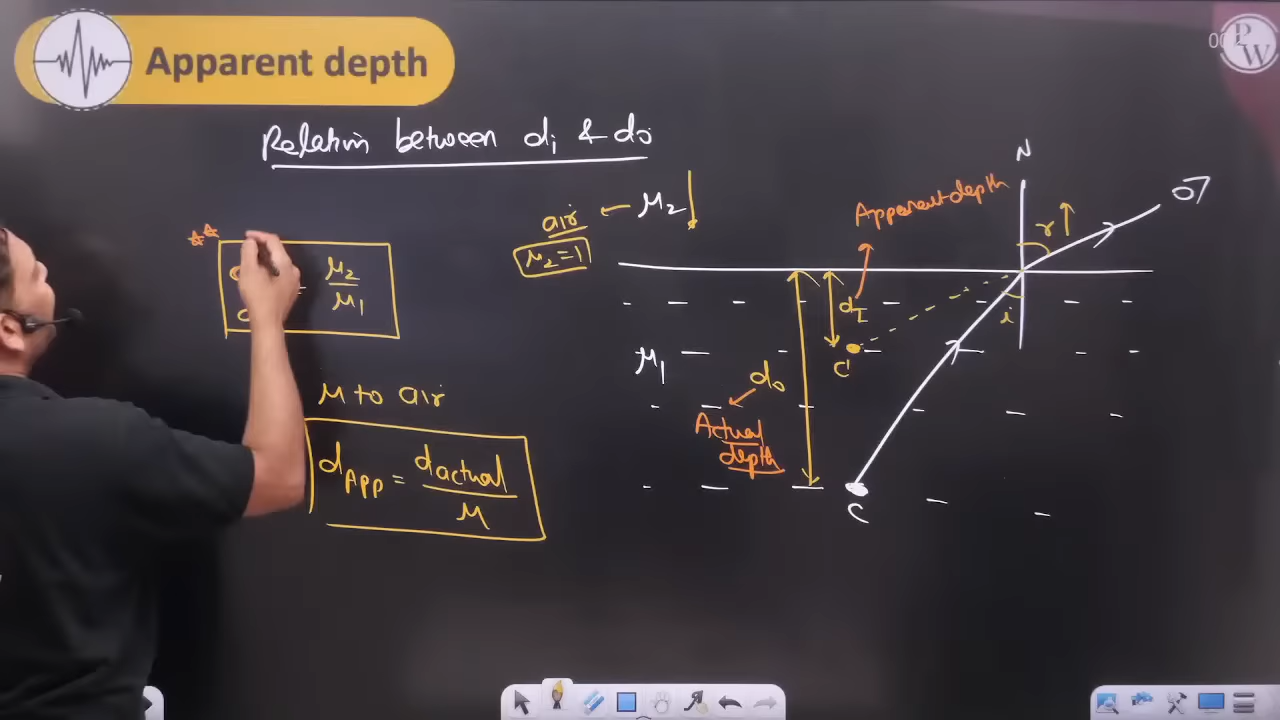 Apparent depth
PW
Relation between di & do
N
Apparent depth
air ← μ2
μ2=1
r↑
= μ2/μ1
dI
i
μ1
C'
do
μ to air
Actual depth
dApp = dactual/μ
C